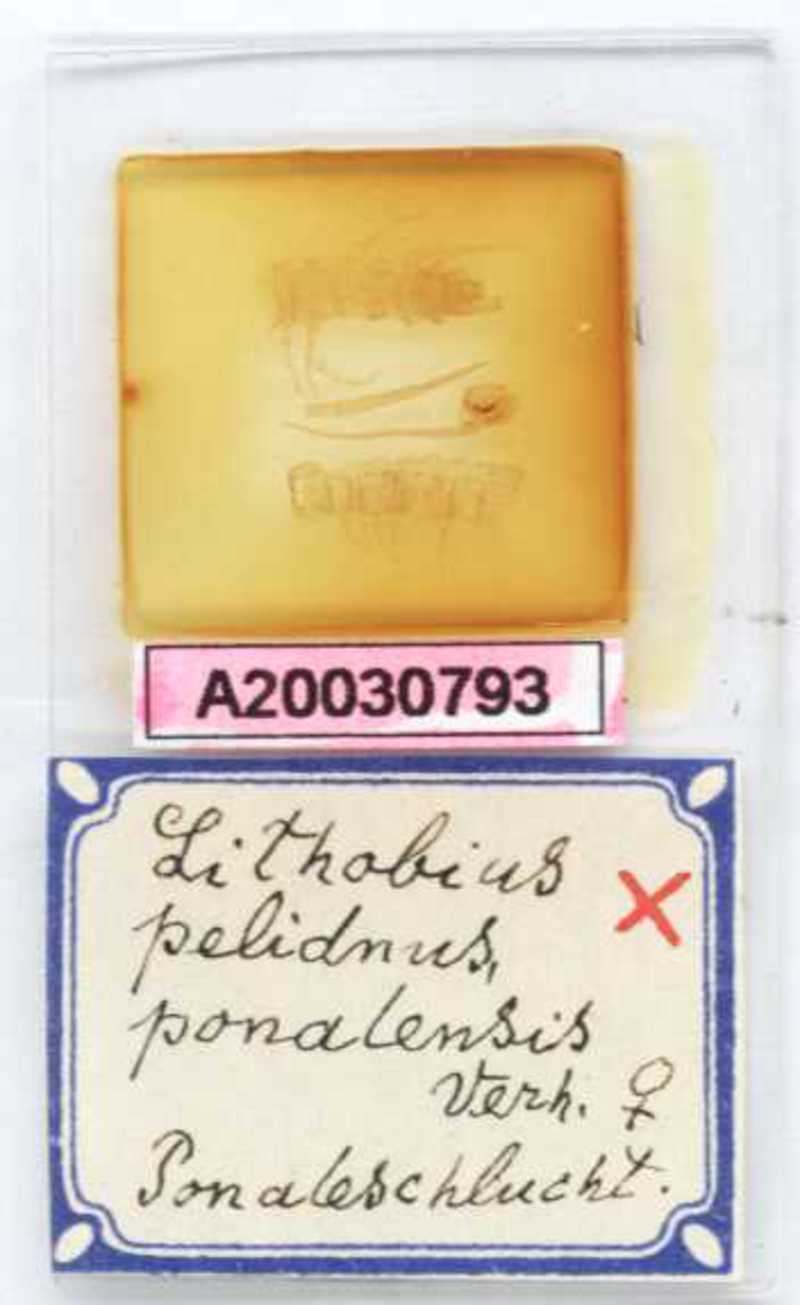 A20030793
Lithobius
pelidnus,
ponalensis
Verh. ♀
Ponaleschlucht.